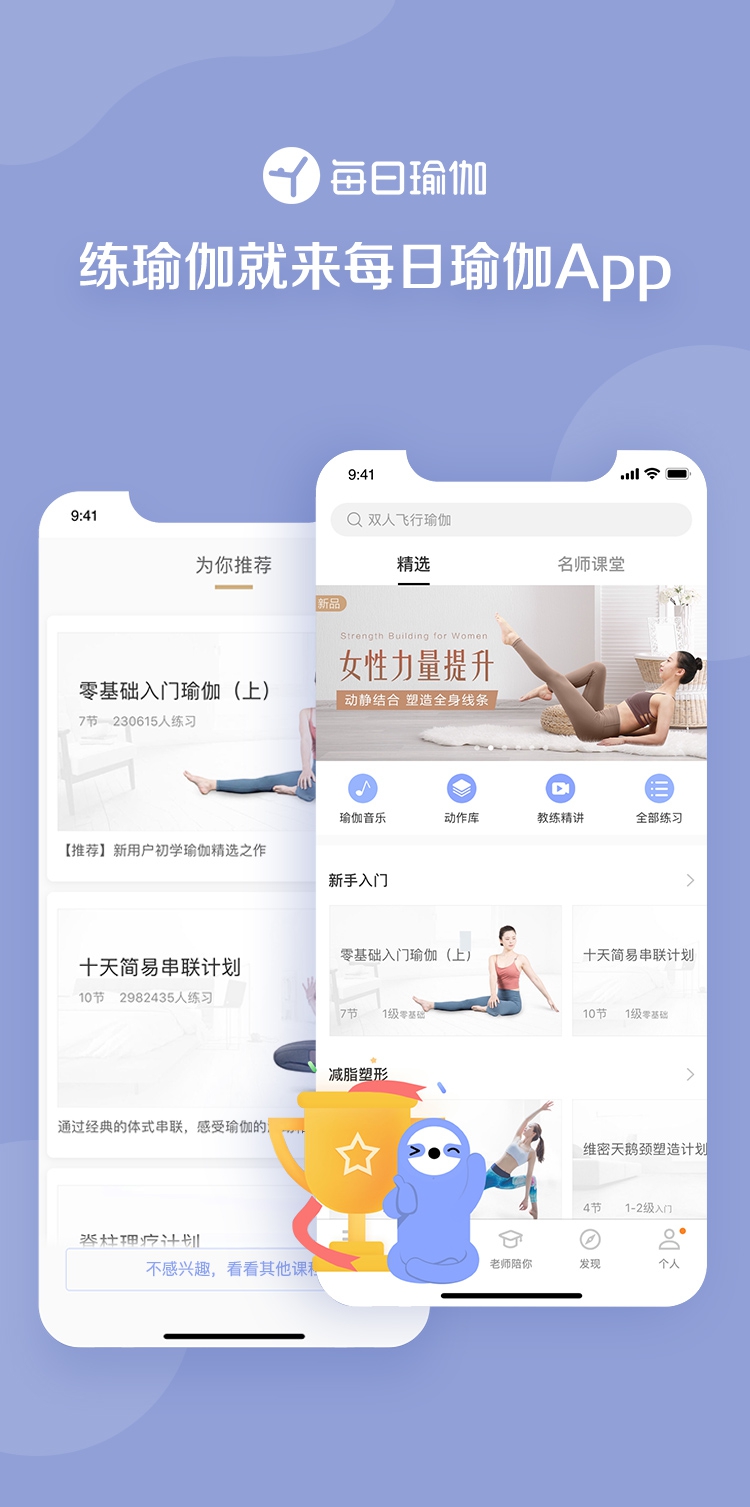 每日瑜伽
练瑜伽就来每日瑜伽App
9:41
为你推荐
零基础入门瑜伽（上）
7节 230615人练习
【推荐】新用户初学瑜伽精选之作
十天简易串联计划
10节 2982435人练习
通过经典的体式串联，感受瑜伽的
脊柱理疗计划
不感兴趣，看看其他课程
9:41
双人飞行瑜伽
精选
名师课堂
新品
Strength Building for Women
女性力量提升
动静结合 塑造全身线条
瑜伽音乐
动作库
教练精讲
全部练习
新手入门
零基础入门瑜伽（上）
7节 1级零基础
十天简易串联计划
10节 1级零基础
减脂塑形
维密天鹅颈塑造计划
4节 1-2级入门
老师陪你
发现
个人